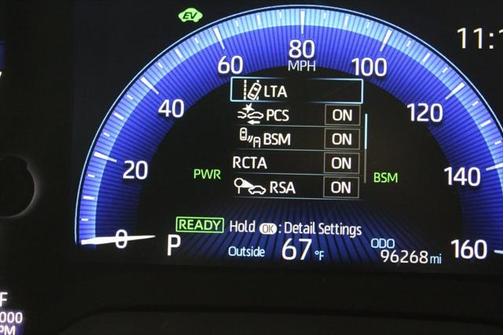 EV
11:1
80
MPH
60
100
40
120
20
140
0
160
LTA
PCS ON
BSM ON
RCTA ON
RSA ON
PWR
BSM
READY Hold OK : Detail Settings
P
Outside 67°F
ODO
96268 mi
F
000
PM